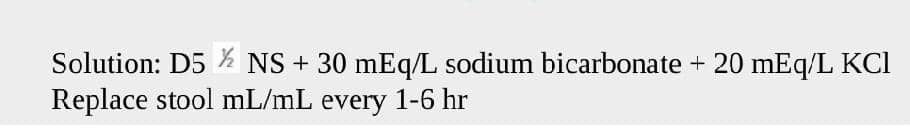 Solution: D5 ½ NS + 30 mEq/L sodium bicarbonate + 20 mEq/L KCl
Replace stool mL/mL every 1-6 hr